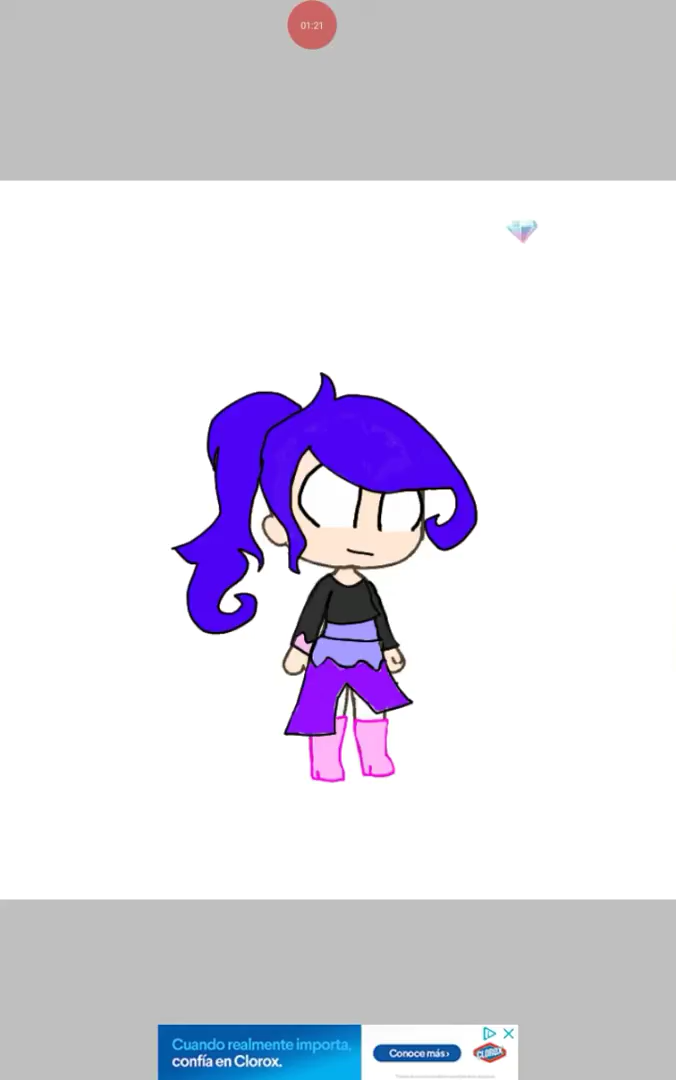 01:21
Cuando realmente importa,
confía en Clorox.
Conoce más ›
CLOROX